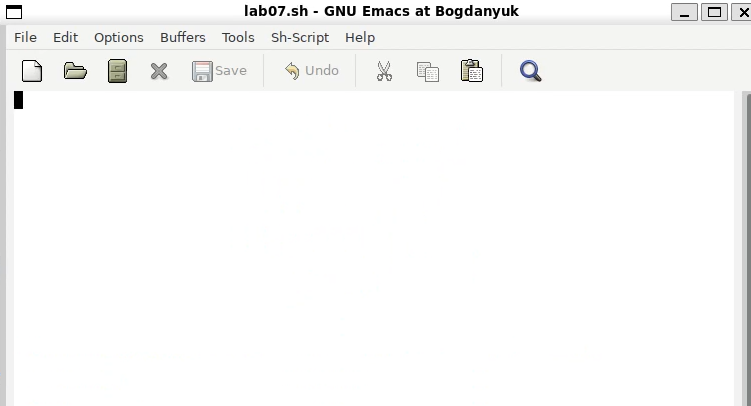 lab07.sh - GNU Emacs at Bogdanyuk
File Edit Options Buffers Tools Sh-Script Help
Save Undo